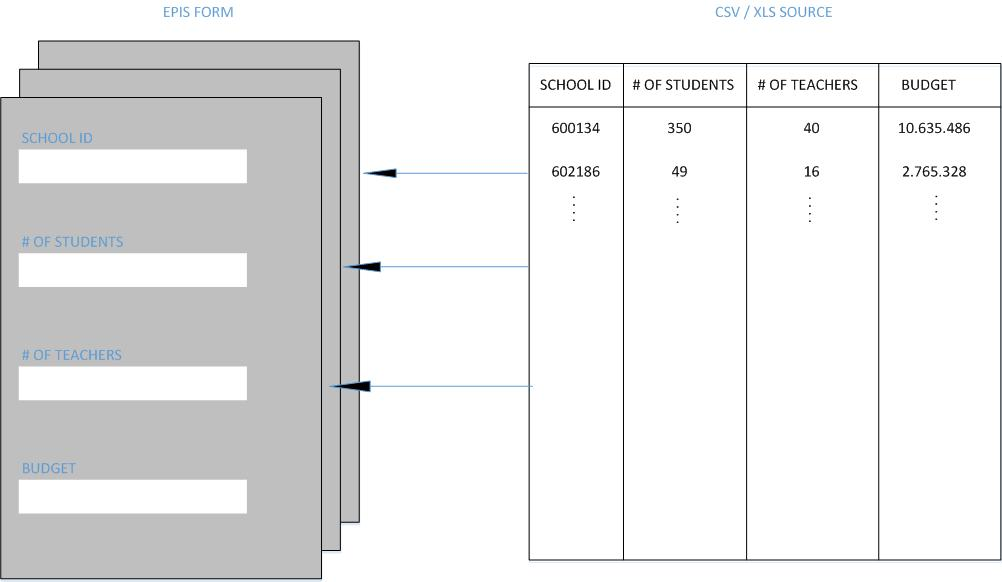 EPIS FORM
SCHOOL ID
# OF STUDENTS
# OF TEACHERS
BUDGET
CSV / XLS SOURCE
SCHOOL ID # OF STUDENTS # OF TEACHERS BUDGET
600134 350 40 10.635.486
602186 49 16 2.765.328